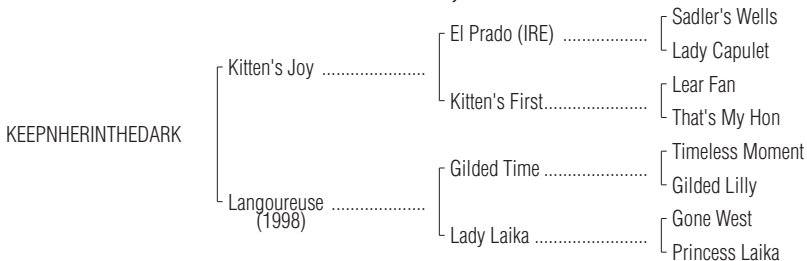 Sadler's Wells
El Prado (IRE) ..................
Lady Capulet
Kitten's Joy ......................
Lear Fan
Kitten's First......................
That's My Hon
KEEPNHERINTHEDARK
Timeless Moment
Gilded Time ......................
Gilded Lilly
Langoureuse ....................
(1998)
Gone West
Lady Laika ........................
Princess Laika